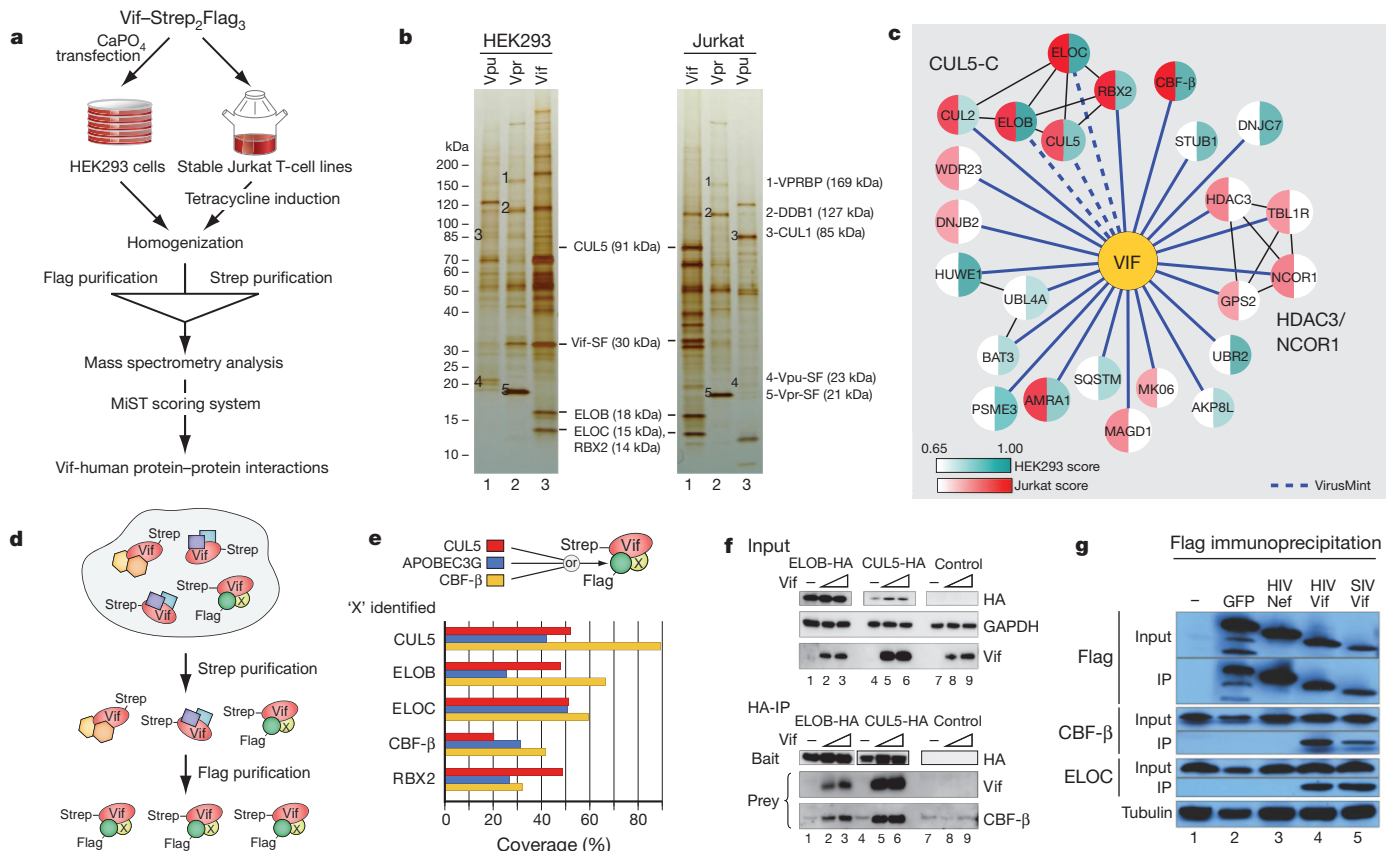 a
Vif–Strep2Flag3
CaPO4
transfection
HEK293 cells
Stable Jurkat T-cell lines
Tetracycline induction
Homogenization
Flag purification
Strep purification
Mass spectrometry analysis
MiST scoring system
Vif-human protein–protein interactions
b
HEK293
Jurkat
Vpu
Vpr
Vif
Vif
Vpr
Vpu
kDa
200
150
120
100
85
70
60
50
40
30
25
20
15
10
1
2
3
4
5
1
2
3
4
5
CUL5 (91 kDa)
Vif-SF (30 kDa)
ELOB (18 kDa)
ELOC (15 kDa),
RBX2 (14 kDa)
1-VPRBP (169 kDa)
2-DDB1 (127 kDa)
3-CUL1 (85 kDa)
4-Vpu-SF (23 kDa)
5-Vpr-SF (21 kDa)
1 2 3
1 2 3
c
CUL5-C
ELOC
RBX2
CBF-β
CUL2
ELOB
CUL5
STUB1
DNJC7
WDR23
HDAC3
TBL1R
DNJB2
VIF
HUWE1
NCOR1
UBL4A
GPS2
HDAC3/
NCOR1
BAT3
UBR2
SQSTM
MK06
PSME3
AMRA1
AKP8L
MAGD1
0.65 1.00
HEK293 score
Jurkat score
VirusMint
d
Strep
Vif
Vif
Strep
Strep
Strep
Vif
Vif
X
Flag
Strep purification
Strep
Vif
Strep
Vif
Strep
Vif
X
Flag
Flag purification
Strep
Vif
X
Flag
Strep
Vif
X
Flag
Strep
Vif
X
Flag
e
CUL5
APOBEC3G
CBF-β
or
Strep
Vif
X
Flag
'X' identified
CUL5
ELOB
ELOC
CBF-β
RBX2
0 20 40 60 80
Coverage (%)
f
Input
ELOB-HA CUL5-HA Control
Vif – – –
HA
GAPDH
Vif
1 2 3 4 5 6 7 8 9
HA-IP
ELOB-HA CUL5-HA Control
Vif – – –
Bait
HA
Prey
Vif
CBF-β
1 2 3 4 5 6 7 8 9
g
Flag immunoprecipitation
– GFP HIV Nef HIV Vif SIV Vif
Flag
Input
IP
CBF-β
Input
IP
ELOC
Input
IP
Tubulin
1 2 3 4 5